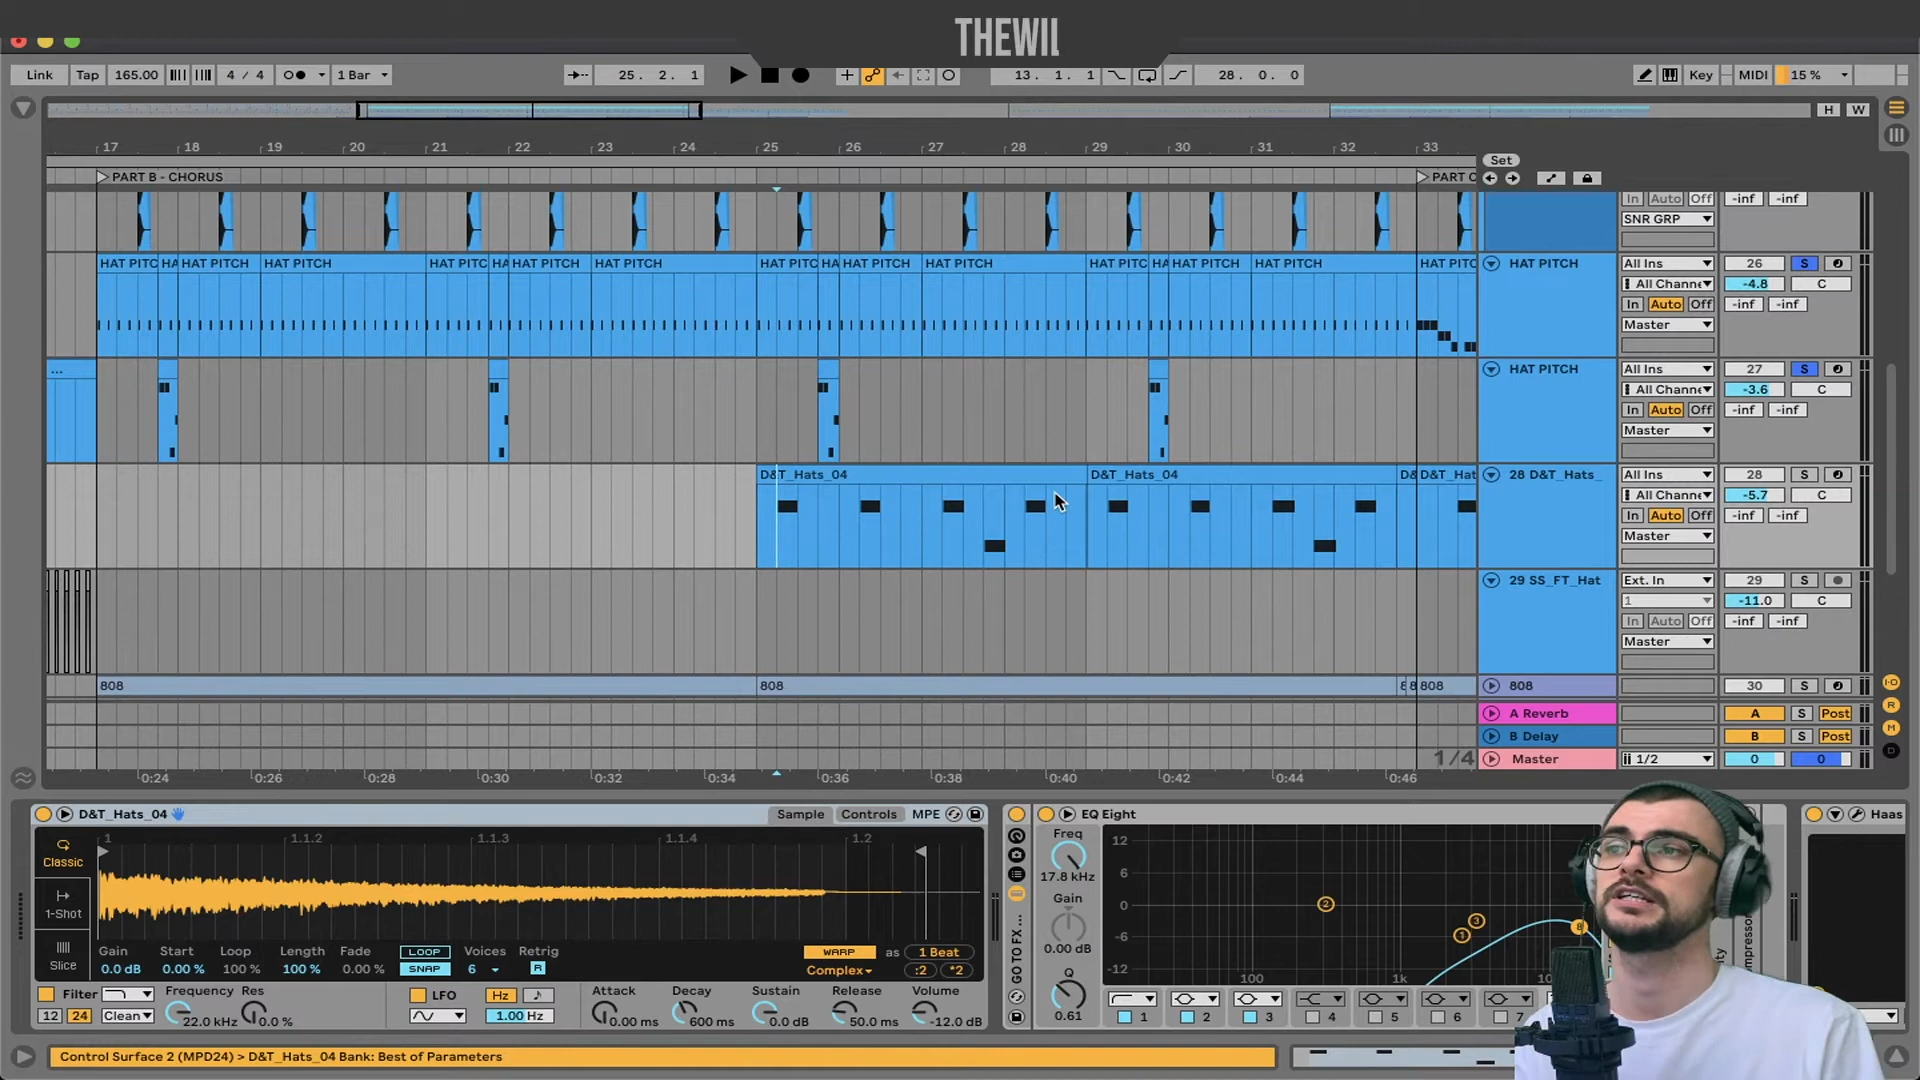 THEWIL
Link Tap 165.00 4 / 4 1 Bar 25. 2. 1 13. 1. 1 28. 0. 0 Key MIDI 15 %
H W
17 18 19 20 21 22 23 24 25 26 27 28 29 30 31 32 33
Set
PART B - CHORUS PART C
In Auto Off -inf -inf
SNR GRP
HAT PITC HA HAT PITCH HAT PITCH HAT PITC HA HAT PITCH HAT PITCH HAT PITC HA HAT PITCH HAT PITCH HAT PITC HA HAT PITCH HAT PITCH HAT PITC HAT PITCH All Ins 26 S
All Channe -4.8 C
In Auto Off -inf -inf
Master
... HAT PITCH All Ins 27 S
All Channe -3.6 C
In Auto Off -inf -inf
Master
D&T_Hats_04 D&T_Hats_04 D& D&T_Hat 28 D&T_Hats_ All Ins 28 S
All Channe -5.7 C
In Auto Off -inf -inf
Master
29 SS_FT_Hat Ext. In 29 S
1 -11.0 C
In Auto Off -inf -inf
Master
808 808 8 8 808 808 30 S
A Reverb A S Post
B Delay B S Post
1/4 Master 1/2 0 0
0:24 0:26 0:28 0:30 0:32 0:34 0:36 0:38 0:40 0:42 0:44 0:46
D&T_Hats_04 Sample Controls MPE EQ Eight Haas
1 1.1.2 1.1.3 1.1.4 1.2
Classic
1-Shot
Slice
Gain Start Loop Length Fade LOOP Voices Retrig WARP as 1 Beat
0.0 dB 0.00 % 100 % 100 % 0.00 % SNAP 6 R Complex :2 *2
Filter Frequency Res LFO Hz Attack Decay Sustain Release Volume
12 24 Clean 22.0 kHz 0.0 % 1.00 Hz 0.00 ms 600 ms 0.0 dB 50.0 ms -12.0 dB
GO TO FX...
Freq
17.8 kHz
Gain
0.00 dB
Q
0.61
12
6
0
-6
-12
100 1k 10
2 3 1 8
1 2 3 4 5 6 7
Control Surface 2 (MPD24) > D&T_Hats_04 Bank: Best of Parameters